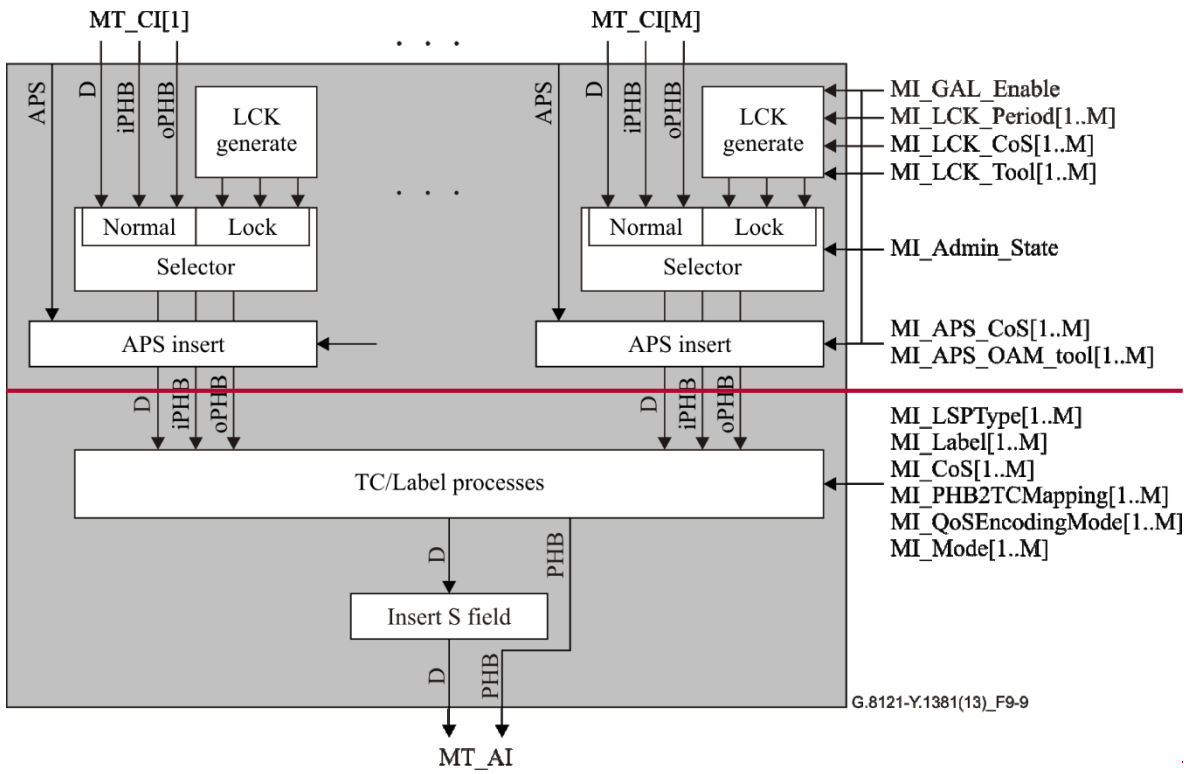 MT_CI[1]
. . .
MT_CI[M]
APS
D
iPHB
oPHB
LCK
generate
APS
D
iPHB
oPHB
LCK
generate
MI_GAL_Enable
MI_LCK_Period[1..M]
MI_LCK_CoS[1..M]
MI_LCK_Tool[1..M]
. . .
Normal
Lock
Selector
Normal
Lock
Selector
MI_Admin_State
APS insert
APS insert
MI_APS_CoS[1..M]
MI_APS_OAM_tool[1..M]
D
iPHB
oPHB
D
iPHB
oPHB
TC/Label processes
MI_LSPType[1..M]
MI_Label[1..M]
MI_CoS[1..M]
MI_PHB2TCMapping[1..M]
MI_QoSEncodingMode[1..M]
MI_Mode[1..M]
D
PHB
Insert S field
D
PHB
G.8121-Y.1381(13)_F9-9
MT_AI